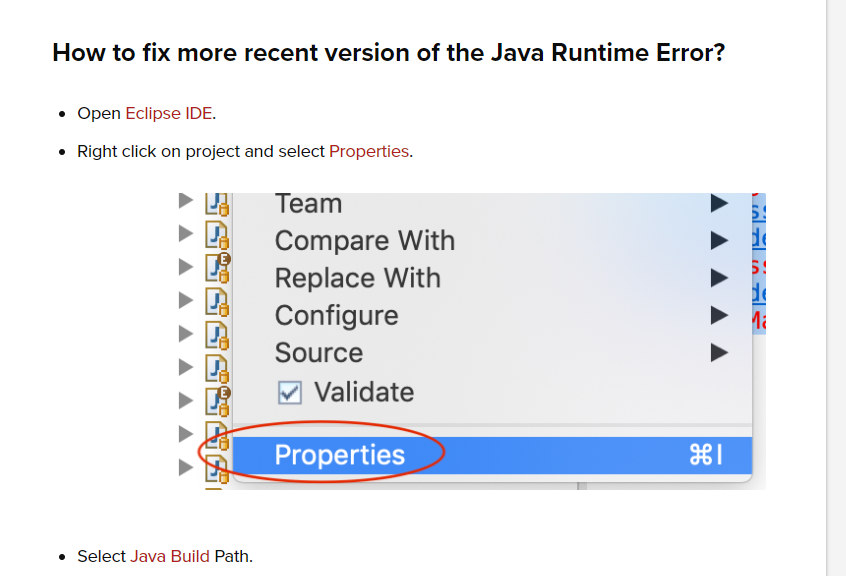 How to fix more recent version of the Java Runtime Error?
Open Eclipse IDE.
Right click on project and select Properties.
Team
Compare With
Replace With
Configure
Source
Validate
Properties ⌘I
Select Java Build Path.